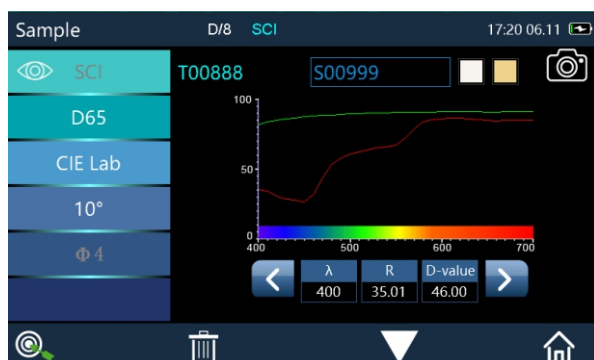 Sample D/8 SCI 17:20 06.11
SCI
T00888 S00999
D65
CIE Lab
10°
Φ4
100
50
0
400 500 600 700
λ R D-value
400 35.01 46.00